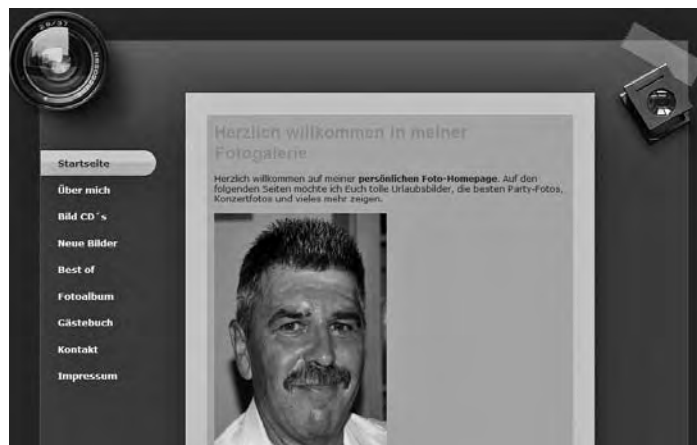 Herzlich willkommen in meiner
Fotogalerie
Herzlich willkommen auf meiner persönlichen Foto-Homepage. Auf den
folgenden Seiten möchte ich Euch tolle Urlaubsbilder, die besten Party-Fotos,
Konzertfotos und vieles mehr zeigen.
Startseite
Über mich
Bild CD´s
Neue Bilder
Best of
Fotoalbum
Gästebuch
Kontakt
Impressum